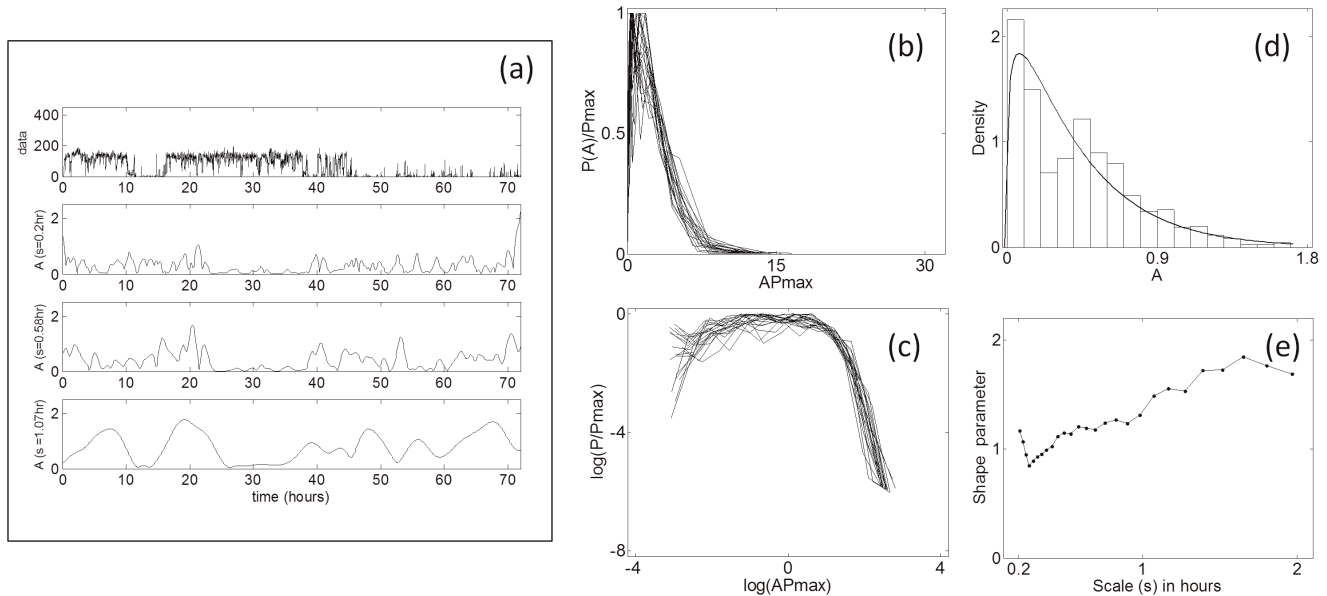 (a)
data
400
200
0
0 10 20 30 40 50 60 70
A (s=0.2hr)
2
0
0 10 20 30 40 50 60 70
A (s=0.58hr)
2
0
0 10 20 30 40 50 60 70
A (s =1.07hr)
2
0
0 10 20 30 40 50 60 70
time (hours)
(b)
P(A)/Pmax
1
0.5
0
0 15 30
APmax
(c)
log(P/Pmax)
0
-4
-8
-4 0 4
log(APmax)
(d)
Density
2
1
0
0 0.9 1.8
A
(e)
Shape parameter
2
1
0
0.2 1 2
Scale (s) in hours